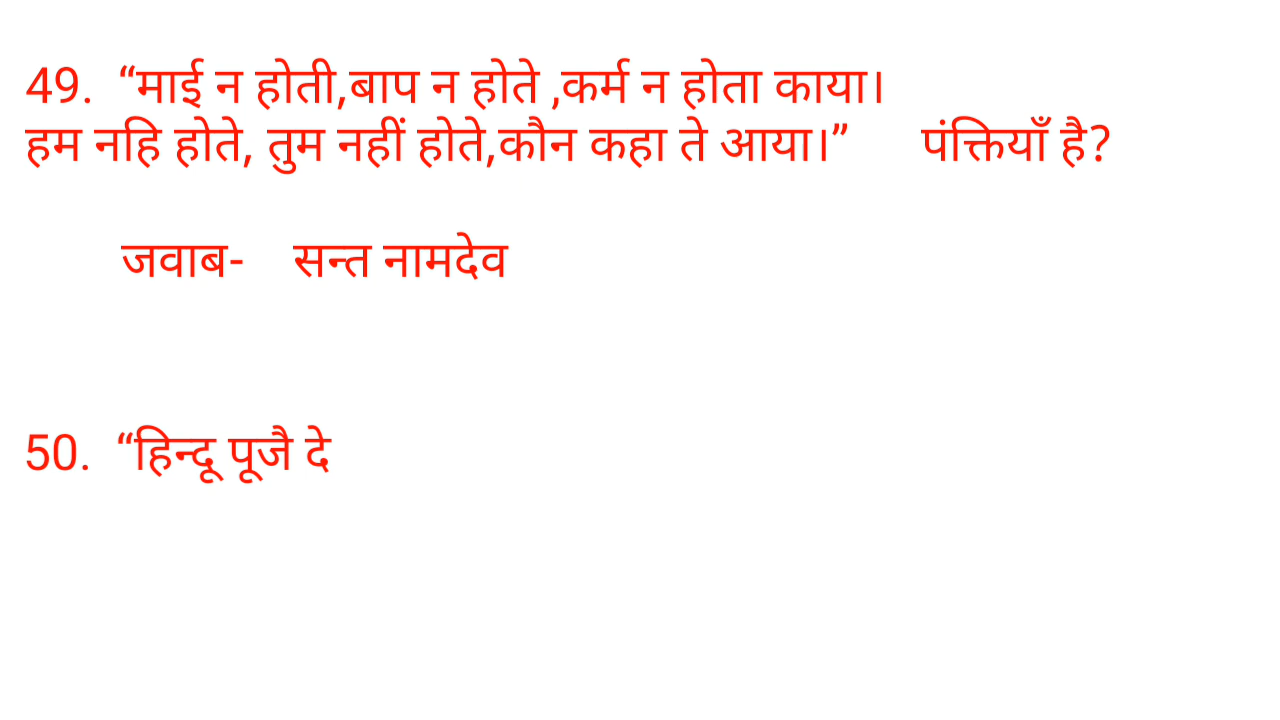 49. “माई न होती,बाप न होते ,कर्म न होता काया।
हम नहि होते, तुम नहीं होते,कौन कहा ते आया।” पंक्तियाँ है?
जवाब- सन्त नामदेव
50. “हिन्दू पूजै दे